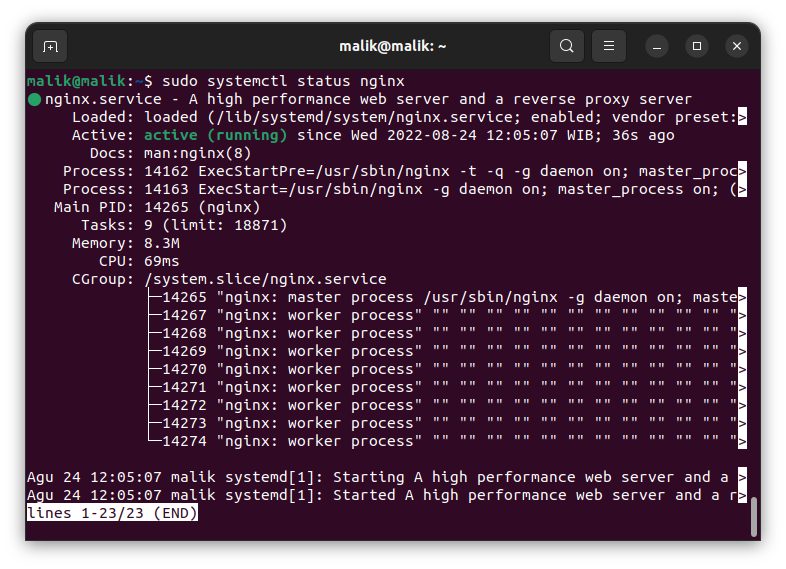 malik@malik: ~
malik@malik:~$ sudo systemctl status nginx
● nginx.service - A high performance web server and a reverse proxy server
     Loaded: loaded (/lib/systemd/system/nginx.service; enabled; vendor preset:>
     Active: active (running) since Wed 2022-08-24 12:05:07 WIB; 36s ago
       Docs: man:nginx(8)
    Process: 14162 ExecStartPre=/usr/sbin/nginx -t -q -g daemon on; master_proc>
    Process: 14163 ExecStart=/usr/sbin/nginx -g daemon on; master_process on; (>
   Main PID: 14265 (nginx)
      Tasks: 9 (limit: 18871)
     Memory: 8.3M
        CPU: 69ms
     CGroup: /system.slice/nginx.service
             ├─14265 "nginx: master process /usr/sbin/nginx -g daemon on; maste>
             ├─14267 "nginx: worker process" "" "" "" "" "" "" "" "" "" "" "" ">
             ├─14268 "nginx: worker process" "" "" "" "" "" "" "" "" "" "" "" ">
             ├─14269 "nginx: worker process" "" "" "" "" "" "" "" "" "" "" "" ">
             ├─14270 "nginx: worker process" "" "" "" "" "" "" "" "" "" "" "" ">
             ├─14271 "nginx: worker process" "" "" "" "" "" "" "" "" "" "" "" ">
             ├─14272 "nginx: worker process" "" "" "" "" "" "" "" "" "" "" "" ">
             ├─14273 "nginx: worker process" "" "" "" "" "" "" "" "" "" "" "" ">
             └─14274 "nginx: worker process" "" "" "" "" "" "" "" "" "" "" "" ">
Agu 24 12:05:07 malik systemd[1]: Starting A high performance web server and a >
Agu 24 12:05:07 malik systemd[1]: Started A high performance web server and a r>
lines 1-23/23 (END)